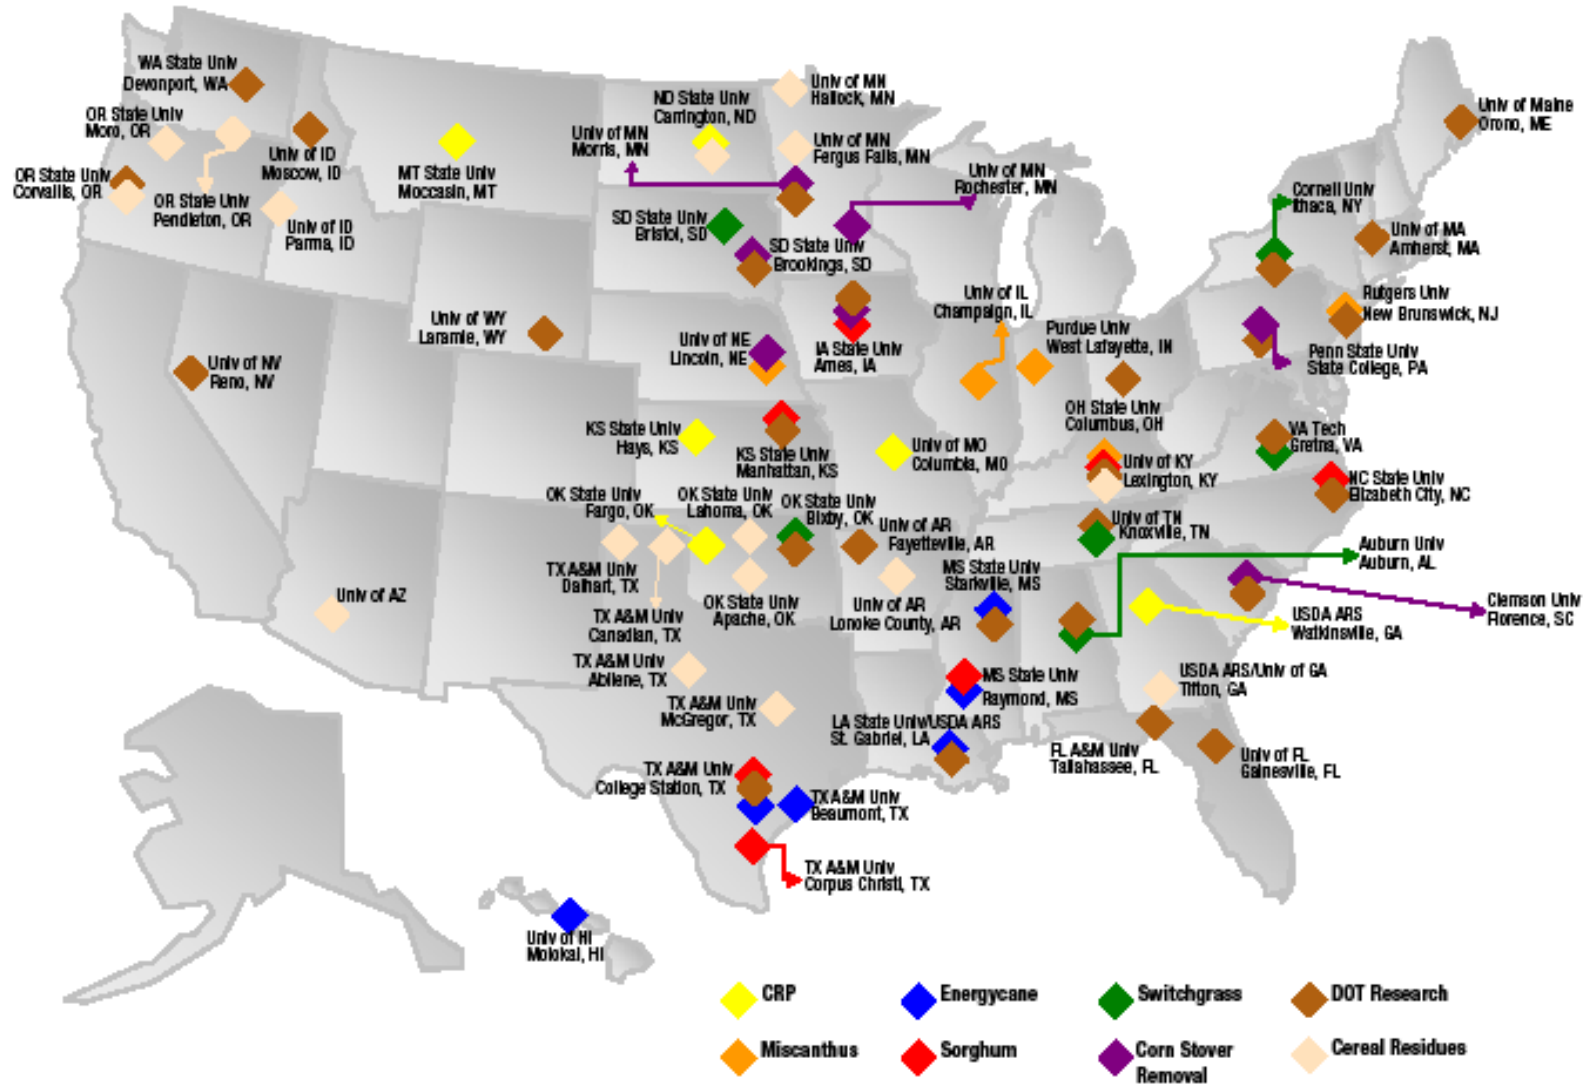 WA State Univ
Devonport, WA
OR State Univ
Moro, OR
OR State Univ
Corvallis, OR
OR State Univ
Pendleton, OR
Univ of ID
Moscow, ID
Univ of ID
Parma, ID
MT State Univ
Moccasin, MT
ND State Univ
Carrington, ND
Univ of MN
Hallock, MN
Univ of MN
Morris, MN
Univ of MN
Fergus Falls, MN
Univ of MN
Rochester, MN
SD State Univ
Bristol, SD
SD State Univ
Brookings, SD
Univ of Maine
Orono, ME
Cornell Univ
Ithaca, NY
Univ of MA
Amherst, MA
Rutgers Univ
New Brunswick, NJ
Penn State Univ
State College, PA
Univ of IL
Champaign, IL
Purdue Univ
West Lafayette, IN
Univ of WY
Laramie, WY
Univ of NE
Lincoln, NE
IA State Univ
Ames, IA
Univ of NV
Reno, NV
OH State Univ
Columbus, OH
KS State Univ
Hays, KS
KS State Univ
Manhattan, KS
Univ of MO
Columbia, MO
VA Tech
Gretna, VA
Univ of KY
Lexington, KY
NC State Univ
Elizabeth City, NC
OK State Univ
Fargo, OK
OK State Univ
Lahoma, OK
OK State Univ
Bixby, OK
Univ of AR
Fayetteville, AR
Univ of TN
Knoxville, TN
Auburn Univ
Auburn, AL
TX A&M Univ
Dalhart, TX
MS State Univ
Starkville, MS
Univ of AZ
TX A&M Univ
Canadian, TX
OK State Univ
Apache, OK
Univ of AR
Lonoke County, AR
USDA ARS
Watkinsville, GA
Clemson Univ
Florence, SC
TX A&M Univ
Abilene, TX
MS State Univ
Raymond, MS
USDA ARS/Univ of GA
Tifton, GA
TX A&M Univ
McGregor, TX
LA State Univ/USDA ARS
St. Gabriel, LA
FL A&M Univ
Tallahassee, FL
Univ of FL
Gainesville, FL
TX A&M Univ
College Station, TX
TX A&M Univ
Beaumont, TX
TX A&M Univ
Corpus Christi, TX
Univ of HI
Molokai, HI
CRP
Energycane
Switchgrass
DOT Research
Miscanthus
Sorghum
Corn Stover
Removal
Cereal Residues